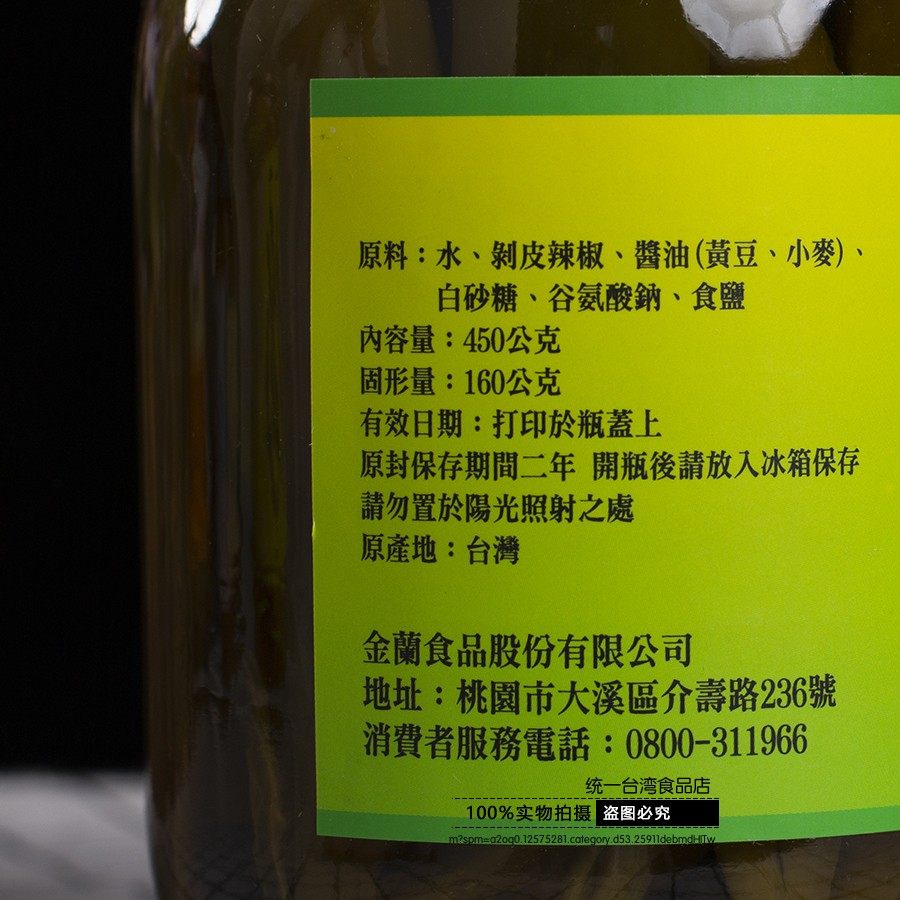 原料：水、剝皮辣椒、醬油(黃豆、小麥)、
白砂糖、谷氨酸鈉、食鹽
內容量：450公克
固形量：160公克
有效日期：打印於瓶蓋上
原封保存期間二年 開瓶後請放入冰箱保存
請勿置於陽光照射之處
原產地：台灣
金蘭食品股份有限公司
地址：桃園市大溪區介壽路236號
消費者服務電話：0800-311966
统一台湾食品店
100%实物拍摄 盗图必究
m?spm=a2oq0.12575281.category.d53.25911debmdHJTw